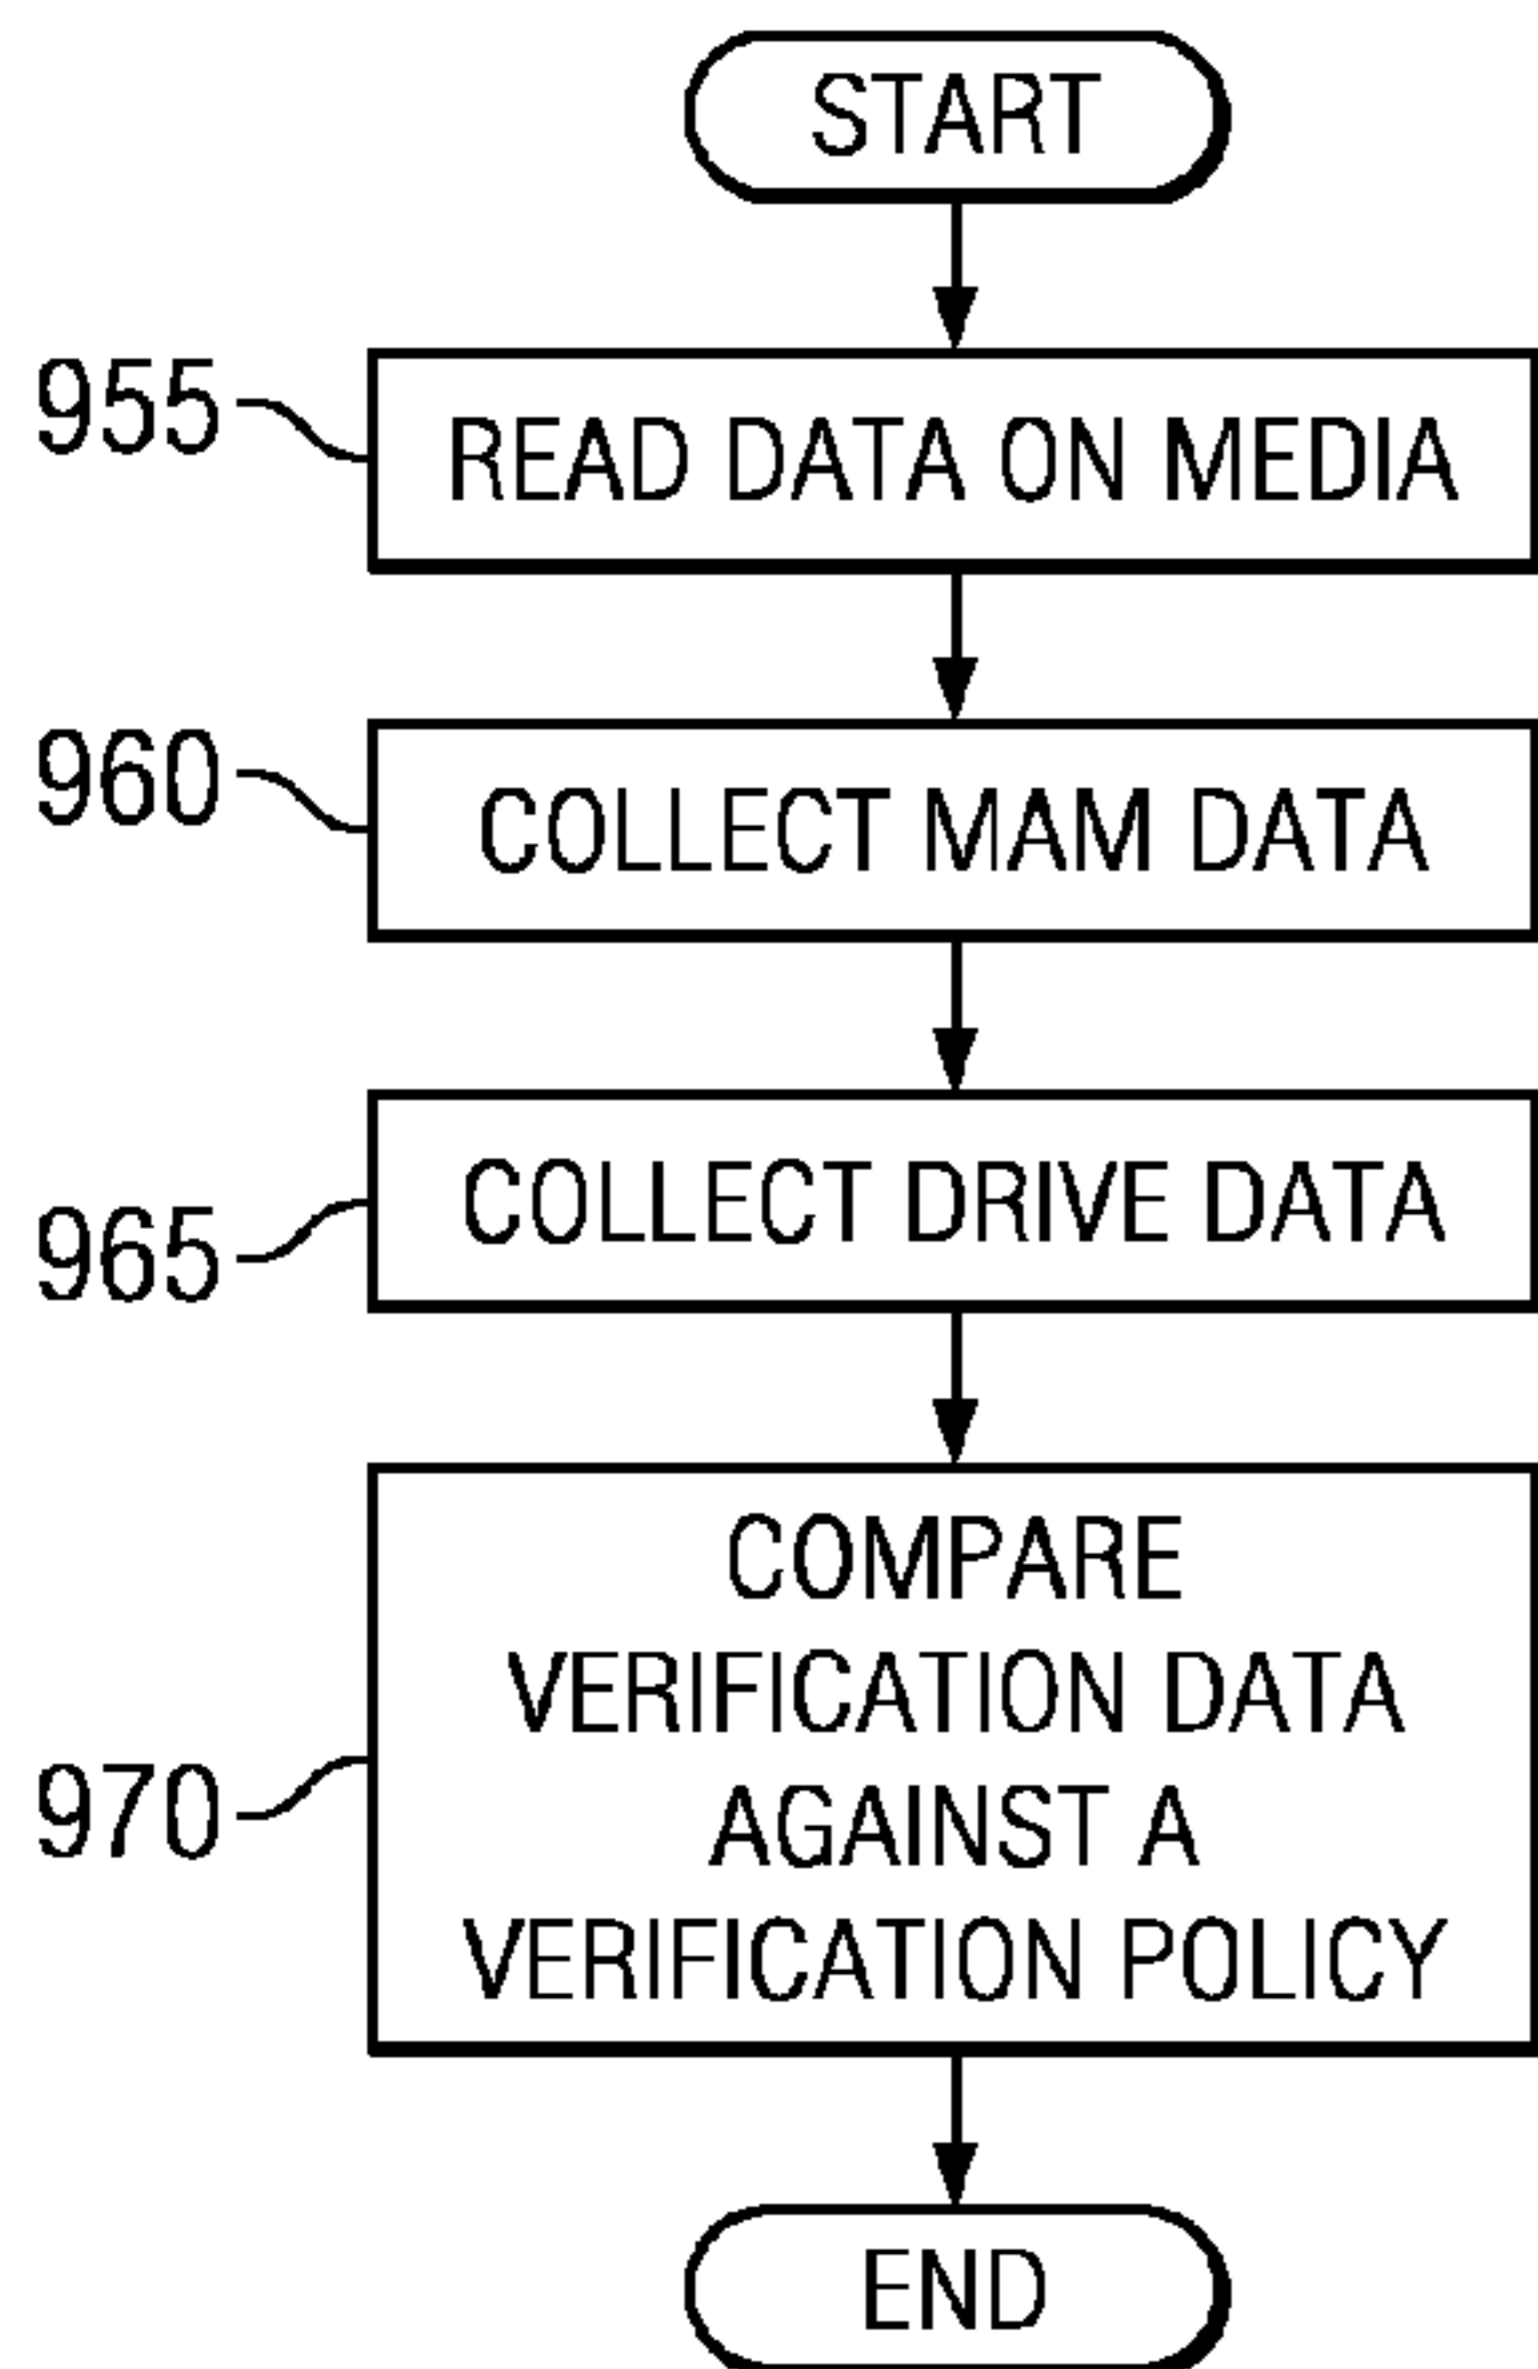 START
955
READ DATA ON MEDIA
960
COLLECT MAM DATA
965
COLLECT DRIVE DATA
970
COMPARE
VERIFICATION DATA
AGAINST A
VERIFICATION POLICY
END